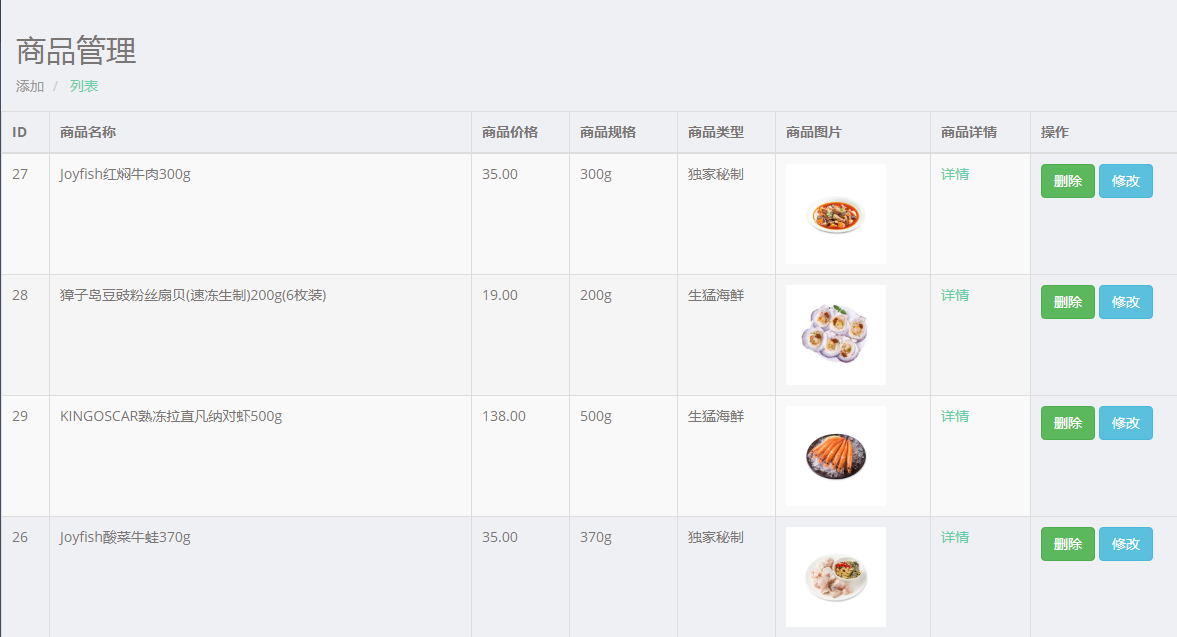 商品管理
添加 / 列表
ID 商品名称 商品价格 商品规格 商品类型 商品图片 商品详情 操作
27 Joyfish红焖牛肉300g 35.00 300g 独家秘制 详情 删除 修改
28 獐子岛豆豉粉丝扇贝(速冻生制)200g(6枚装) 19.00 200g 生猛海鲜 详情 删除 修改
29 KINGOSCAR熟冻拉直凡纳对虾500g 138.00 500g 生猛海鲜 详情 删除 修改
26 Joyfish酸菜牛蛙370g 35.00 370g 独家秘制 详情 删除 修改